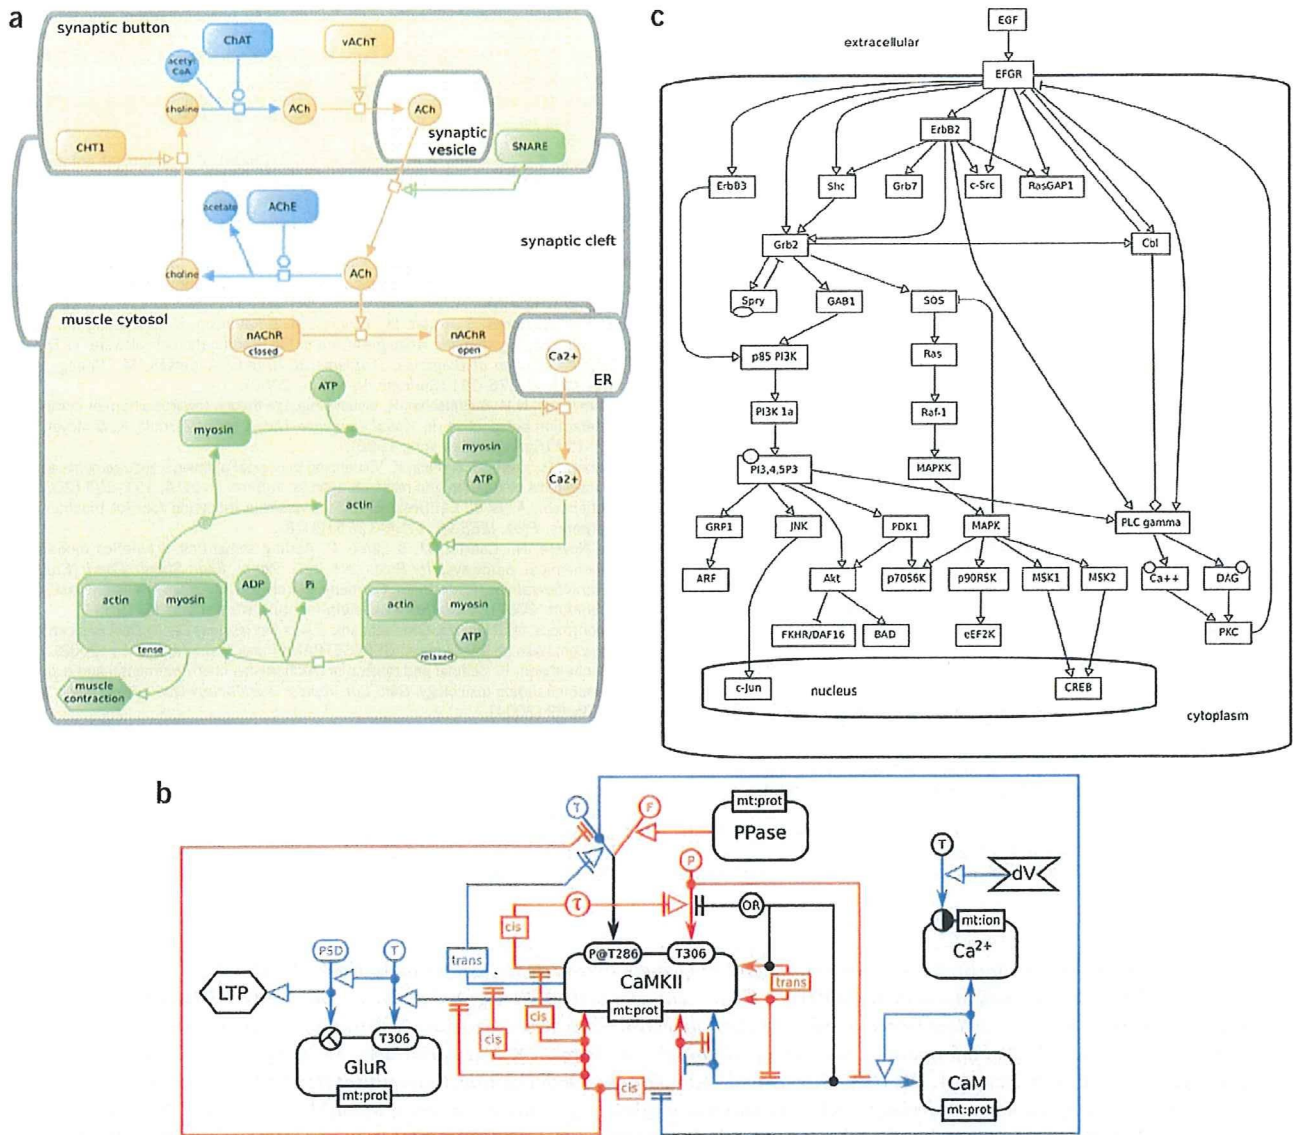 a
synaptic button
ChAT
vAChT
acetyl
CoA
choline
ACh
ACh
synaptic
vesicle
CHT1
SNARE
acetate
AChE
synaptic cleft
choline
ACh
muscle cytosol
nAChR
closed
nAChR
open
Ca2+
ER
ATP
myosin
myosin
ATP
Ca2+
actin
actin
myosin
tense
ADP
Pi
actin
myosin
ATP
relaxed
muscle
contraction
c
EGF
extracellular
EFGR
ErbB2
ErbB3
Shc
Grb7
c-Src
RasGAP1
Grb2
Cbl
Spry
GAB1
SOS
p85 PI3K
Ras
PI3K 1a
Raf-1
PI3,4,5P3
MAPKK
GRP1
JNK
PDK1
MAPK
PLC gamma
ARF
Akt
p70S6K
p90RSK
MSK1
MSK2
Ca++
DAG
FKHR/DAF16
BAD
eEF2K
PKC
c-Jun
nucleus
CREB
cytoplasm
b
τ
F
mt:prot
PPase
P
T
dV
τ
OR
cis
mt:ion
Ca2+
PSD
T
trans
P@T286
T306
CaMKII
mt:prot
trans
LTP
T306
GluR
mt:prot
cis
cis
cis
CaM
mt:prot